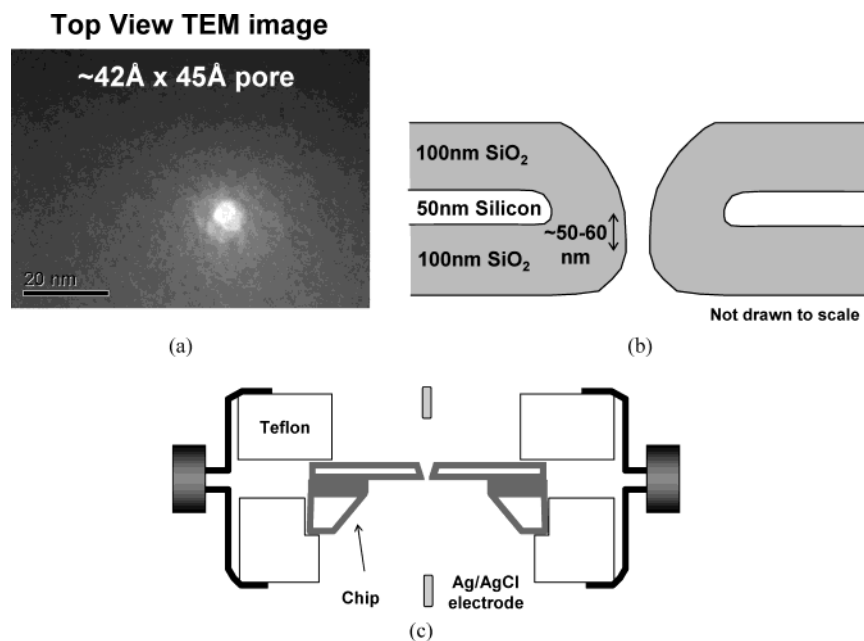 Top View TEM image
~42Å x 45Å pore
20 nm
(a)
100nm SiO₂
50nm Silicon
~50-60
nm
100nm SiO₂
Not drawn to scale
(b)
Teflon
Chip
Ag/AgCl
electrode
(c)